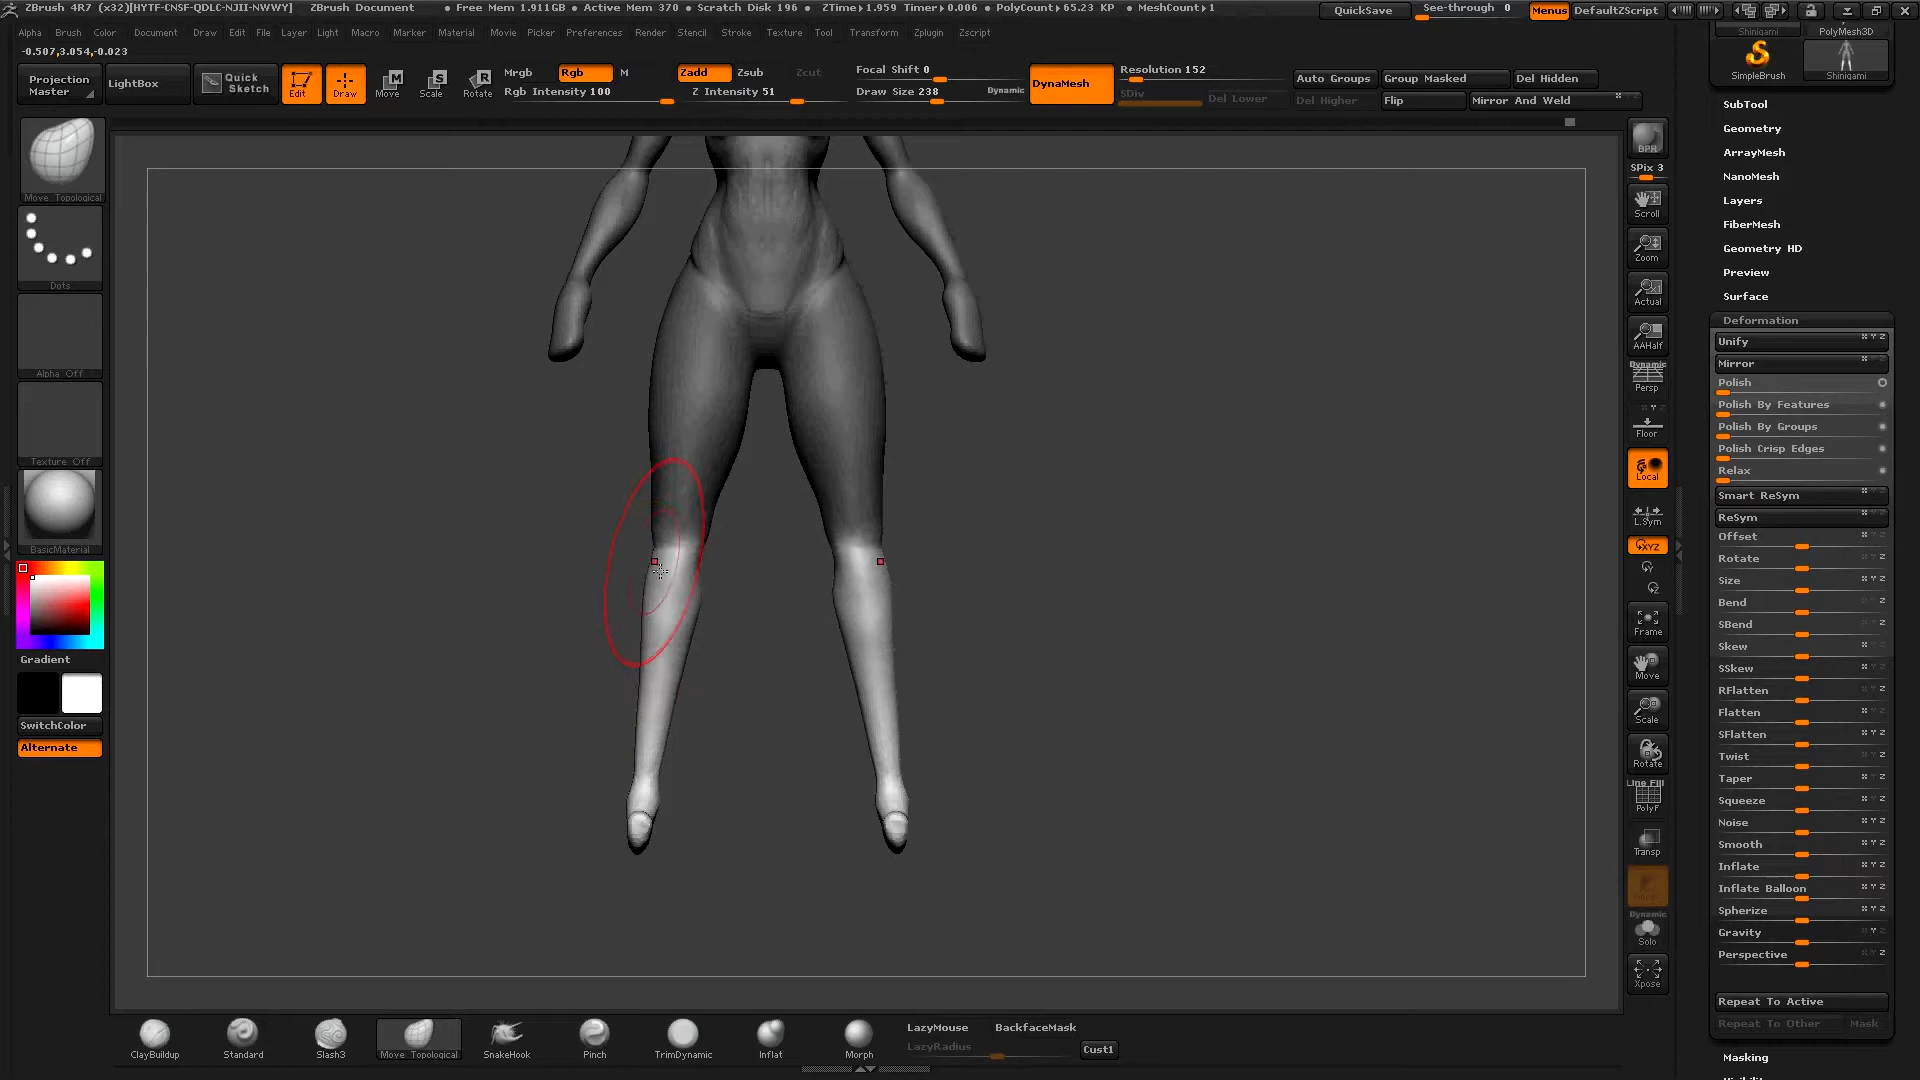 ZBrush 4R7 (x32)[HYTF-CNSF-QDLC-NJII-NWWY] ZBrush Document • Free Mem 1.911GB • Active Mem 370 • Scratch Disk 196 • ZTime▸1.959 Timer▸0.006 • PolyCount▸65.23 KP • MeshCount▸1 QuickSave See-through 0 Menus DefaultZScript
Alpha Brush Color Document Draw Edit File Layer Light Macro Marker Material Movie Picker Preferences Render Stencil Stroke Texture Tool Transform Zplugin Zscript
-0.507,3.054,-0.023
Projection Master
LightBox
Quick Sketch
Edit
Draw
Move
Scale
Rotate
Mrgb Rgb M
Rgb Intensity 100
Zadd Zsub Zcut
Z Intensity 51
Focal Shift 0
Draw Size 238 Dynamic
DynaMesh
Resolution 152
SDiv Del Lower
Auto Groups Group Masked Del Hidden
Del Higher Flip Mirror And Weld
Move Topological
Dots
Alpha Off
Texture Off
BasicMaterial
Gradient
SwitchColor
Alternate
BPR
SPix 3
Scroll
Zoom
Actual
AAHalf
Dynamic
Persp
Floor
Local
L.Sym
XYZ
Frame
Move
Scale
Rotate
Line Fill
PolyF
Transp
Dynamic
Solo
Xpose
Shinigami PolyMesh3D
SimpleBrush Shinigami
SubTool
Geometry
ArrayMesh
NanoMesh
Layers
FiberMesh
Geometry HD
Preview
Surface
Deformation
Unify
Mirror
Polish
Polish By Features
Polish By Groups
Polish Crisp Edges
Relax
Smart ReSym
ReSym
Offset
Rotate
Size
Bend
SBend
Skew
SSkew
RFlatten
Flatten
SFlatten
Twist
Taper
Squeeze
Noise
Smooth
Inflate
Inflate Balloon
Spherize
Gravity
Perspective
Repeat To Active
Repeat To Other Mask
Masking
ClayBuildup Standard Slash3 Move Topological SnakeHook Pinch TrimDynamic Inflat Morph
LazyMouse BackfaceMask
LazyRadius Cust1